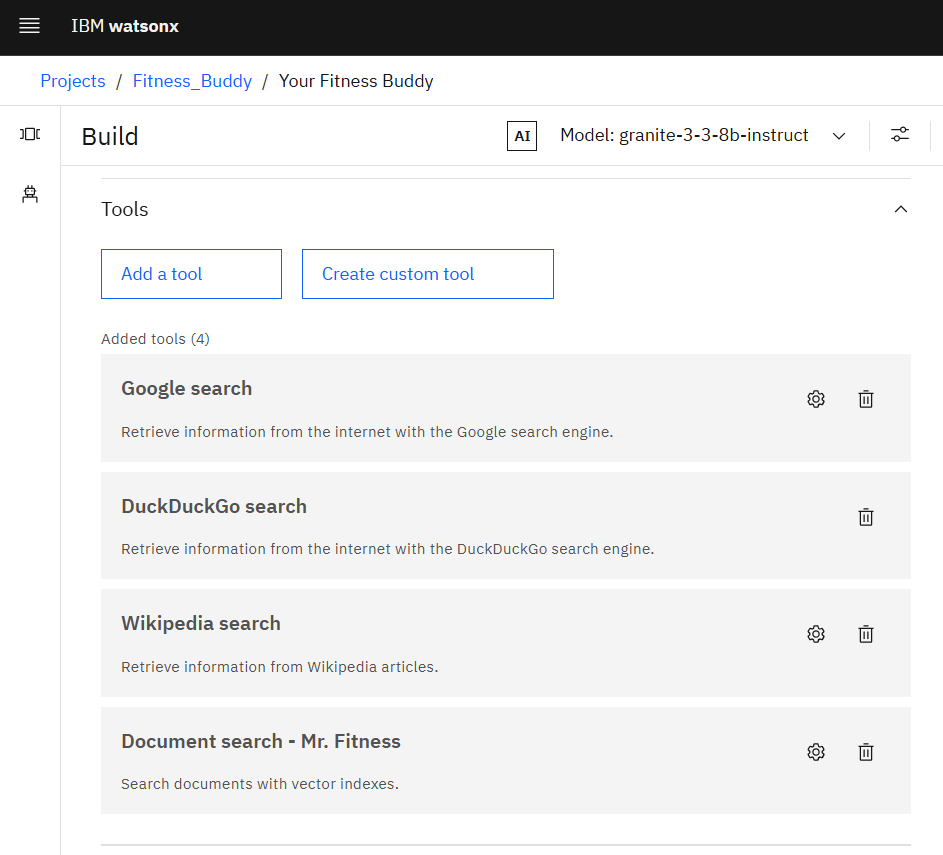 IBM watsonx
Projects / Fitness_Buddy / Your Fitness Buddy
Build
AI
Model: granite-3-3-8b-instruct
Tools
Add a tool
Create custom tool
Added tools (4)
Google search
Retrieve information from the internet with the Google search engine.
DuckDuckGo search
Retrieve information from the internet with the DuckDuckGo search engine.
Wikipedia search
Retrieve information from Wikipedia articles.
Document search - Mr. Fitness
Search documents with vector indexes.